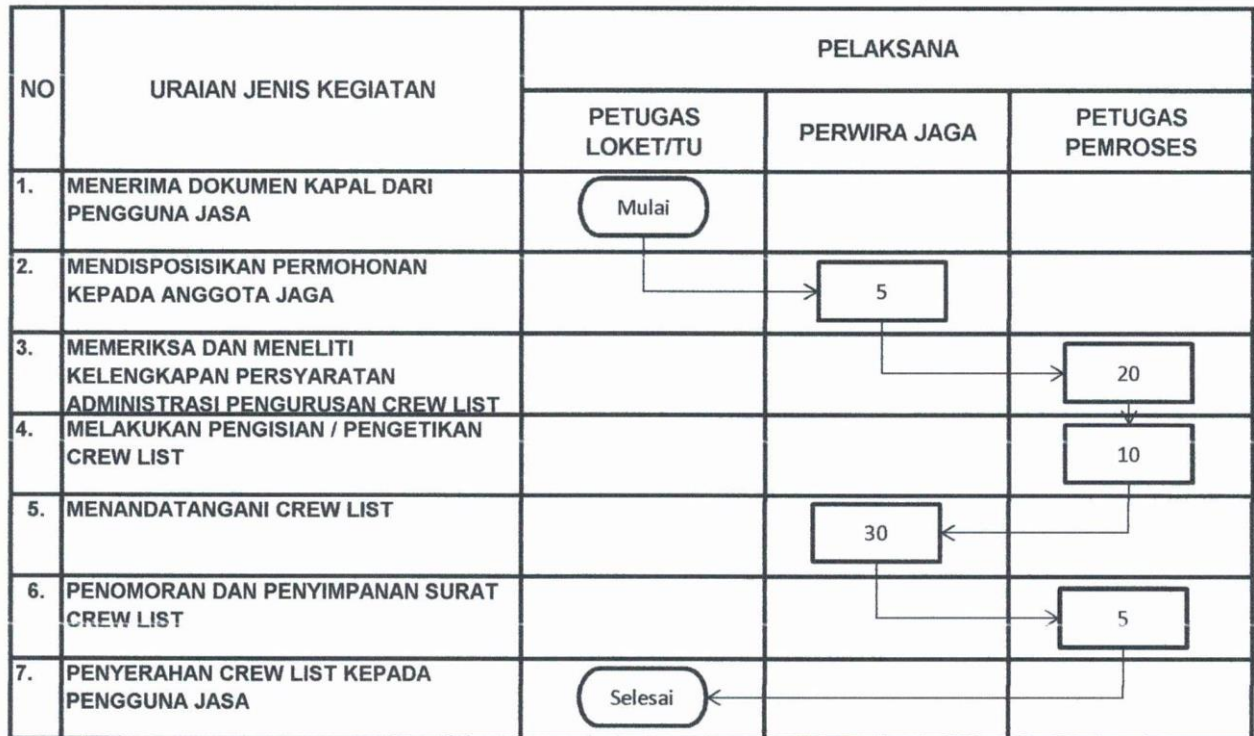 NO
URAIAN JENIS KEGIATAN
PELAKSANA
PETUGAS
LOKET/TU
PERWIRA JAGA
PETUGAS
PEMROSES
1.
MENERIMA DOKUMEN KAPAL DARI
PENGGUNA JASA
Mulai
2.
MENDISPOSISIKAN PERMOHONAN
KEPADA ANGGOTA JAGA
5
3.
MEMERIKSA DAN MENELITI
KELENGKAPAN PERSYARATAN
ADMINISTRASI PENGURUSAN CREW LIST
20
4.
MELAKUKAN PENGISIAN / PENGETIKAN
CREW LIST
10
5.
MENANDATANGANI CREW LIST
30
6.
PENOMORAN DAN PENYIMPANAN SURAT
CREW LIST
5
7.
PENYERAHAN CREW LIST KEPADA
PENGGUNA JASA
Selesai